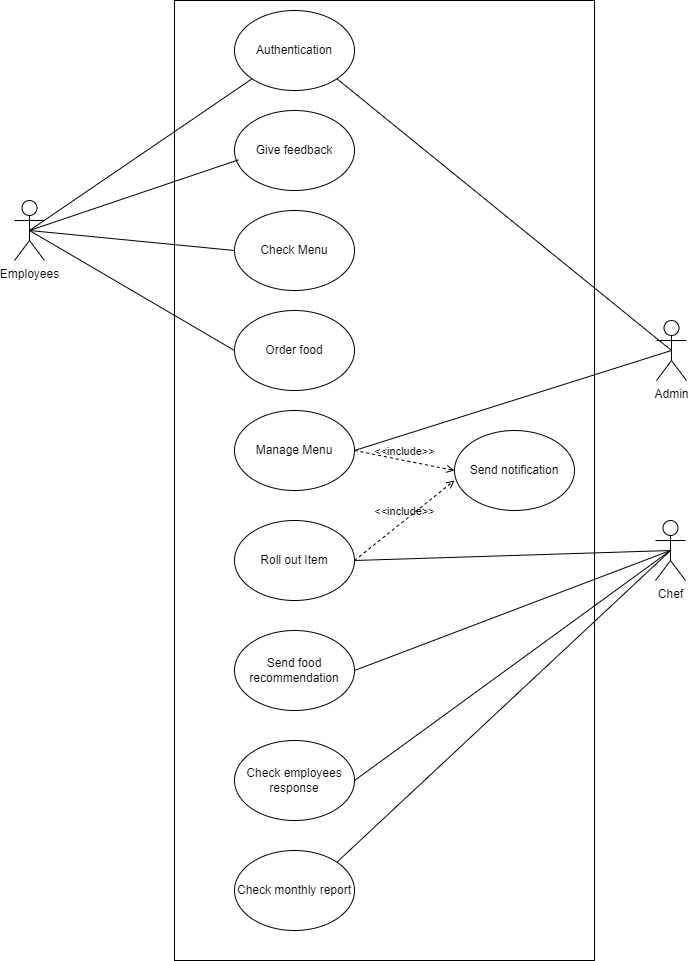 Authentication
Give feedback
Employees
Check Menu
Order food
Admin
Manage Menu
<<include>>
Send notification
<<include>>
Roll out Item
Chef
Send food
recommendation
Check employees
response
Check monthly report